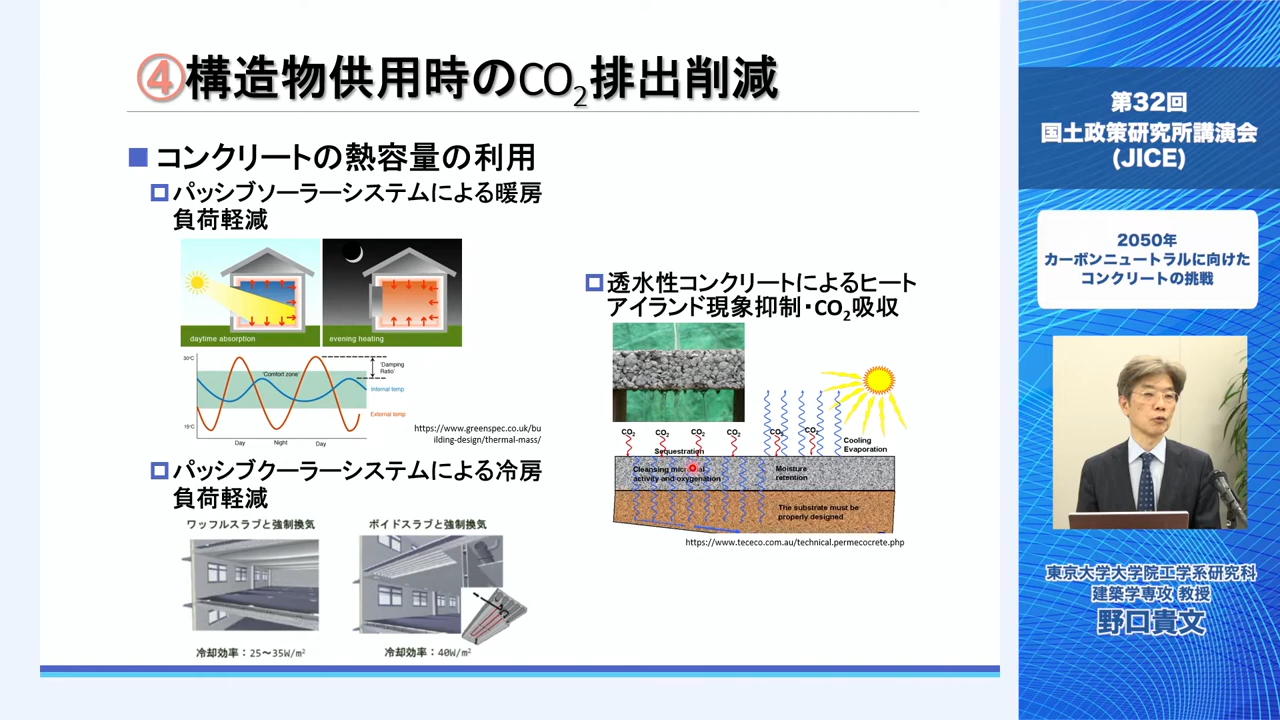 ④構造物供用時のCO₂排出削減
コンクリートの熱容量の利用
パッシブソーラーシステムによる暖房
負荷軽減
daytime absorption
evening heating
30°C
15°C
'Comfort zone'
'Damping
Ratio'
Internal temp
External temp
Day
Night
Day
https://www.greenspec.co.uk/bu
ilding-design/thermal-mass/
パッシブクーラーシステムによる冷房
負荷軽減
ワッフルスラブと強制換気
ボイドスラブと強制換気
冷却効率：25～35W/m²
冷却効率：40W/m²
透水性コンクリートによるヒート
アイランド現象抑制・CO₂吸収
CO₂
CO₂
CO₂
CO₂
CO₂
CO₂
Sequestration
Cooling
Evaporation
activity and oxygenation
Moisture
retention
The substrate must be
properly designed
https://www.tececo.com.au/technical.permecocrete.php
第32回
国土政策研究所講演会
(JICE)
2050年
カーボンニュートラルに向けた
コンクリートの挑戦
東京大学大学院工学系研究科
建築学専攻 教授
野口貴文